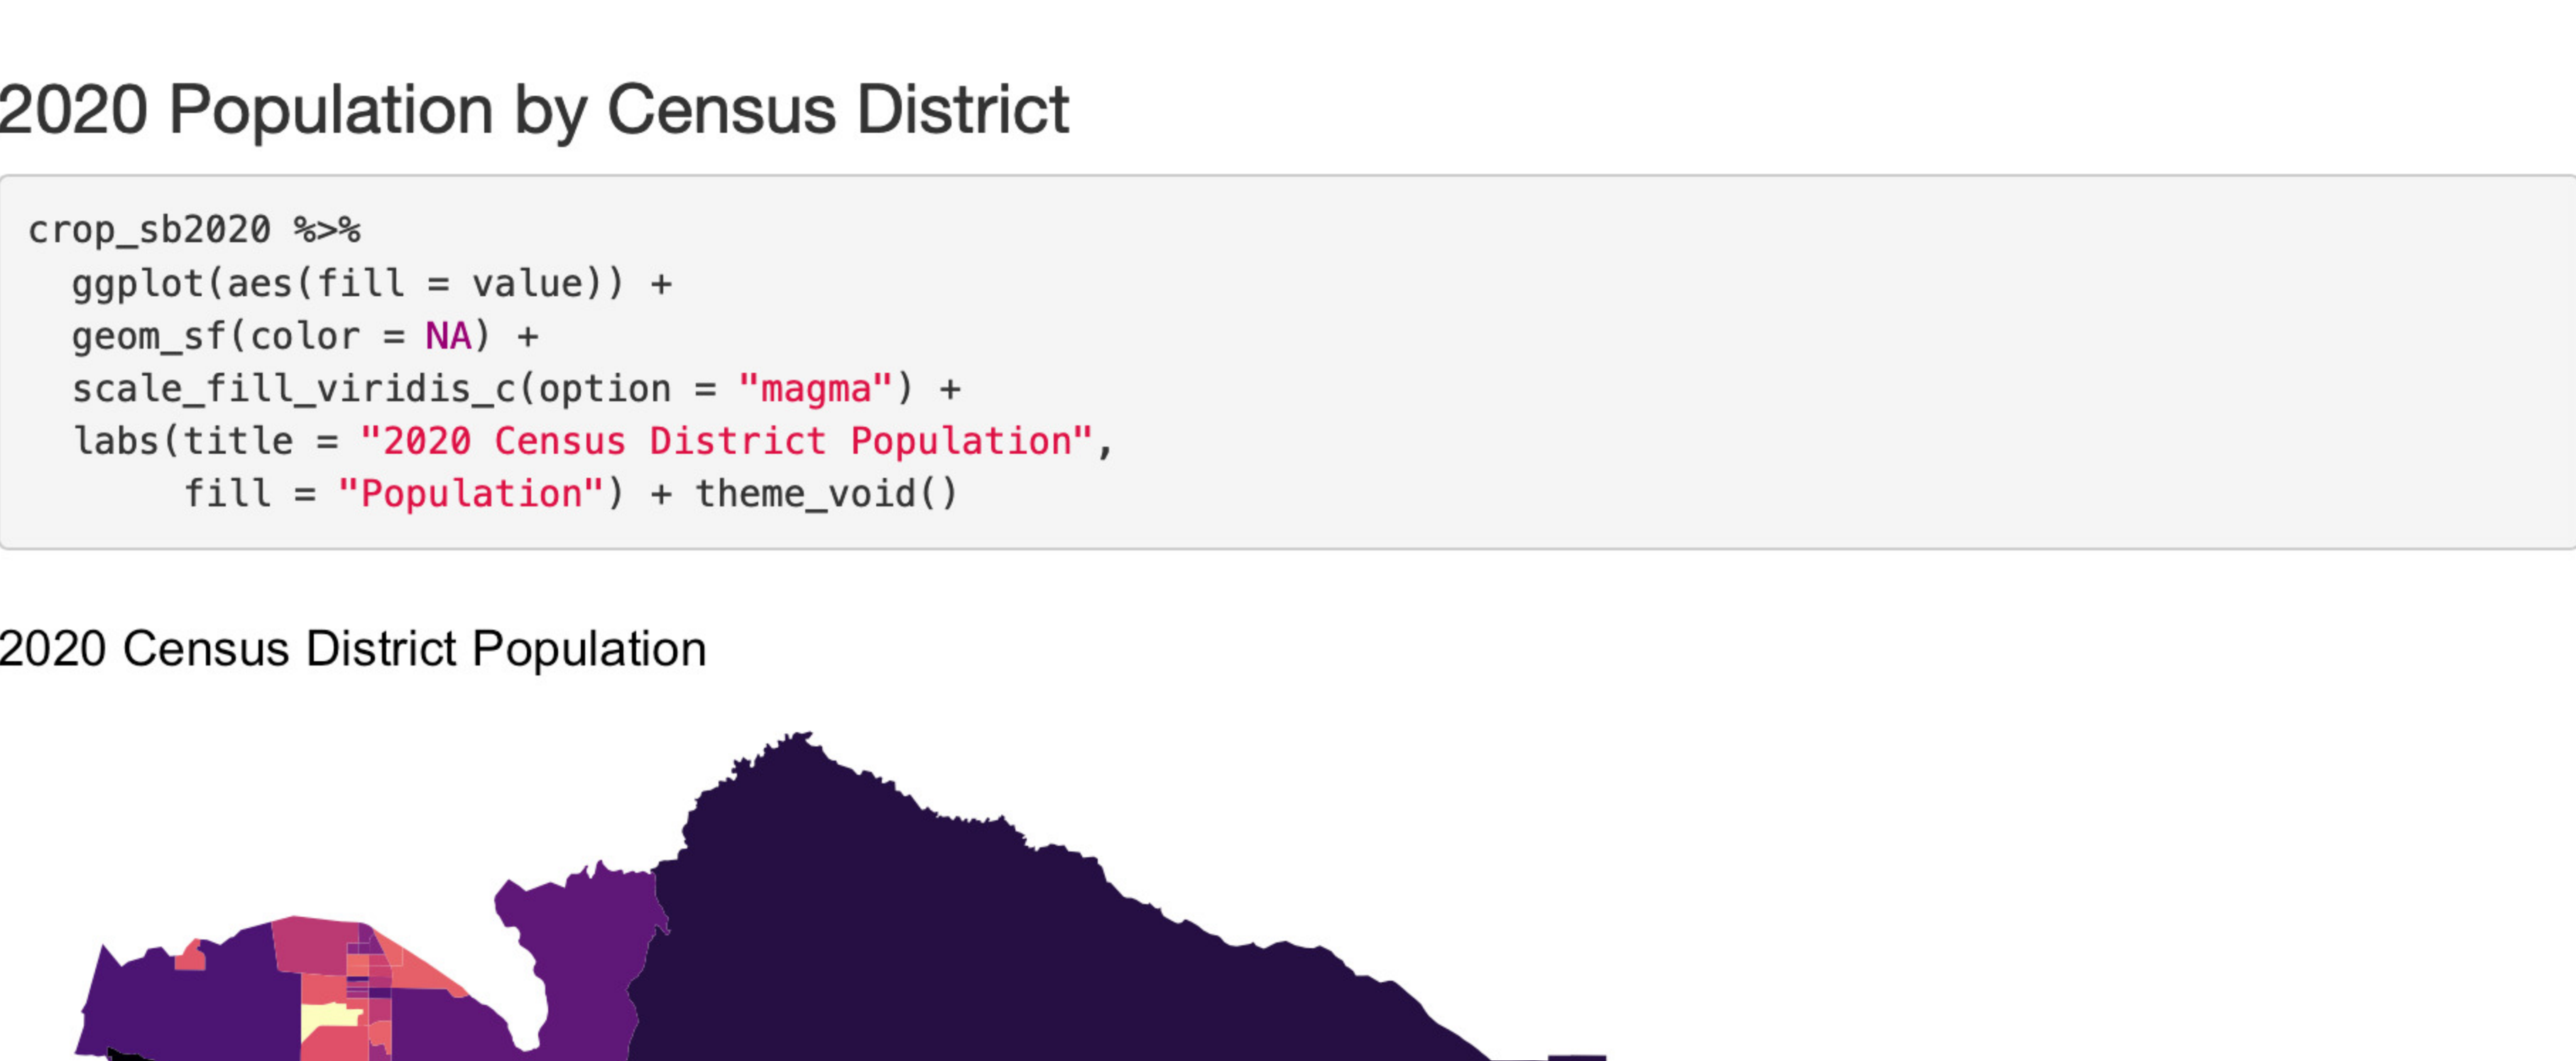 2020 Population by Census District
crop_sb2020 %>%
  ggplot(aes(fill = value)) +
  geom_sf(color = NA) +
  scale_fill_viridis_c(option = "magma") +
  labs(title = "2020 Census District Population",
       fill = "Population") + theme_void()
2020 Census District Population